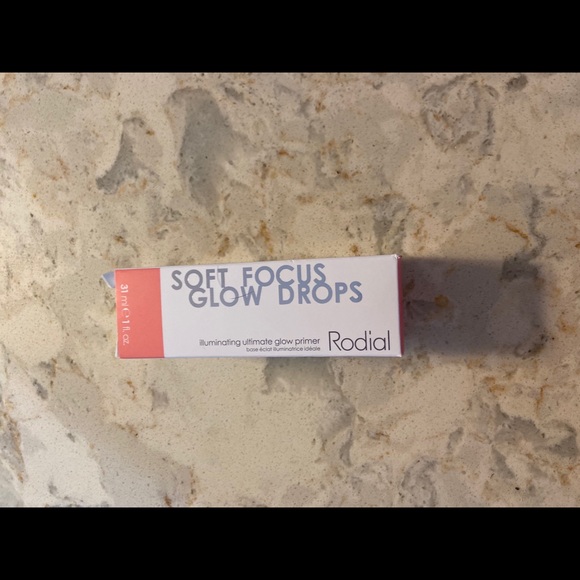 SOFT FOCUS
GLOW DROPS
illuminating ultimate glow primer
base éclat illuminatrice idéale
Rodial
31 ml ℮ 1 fl. oz.